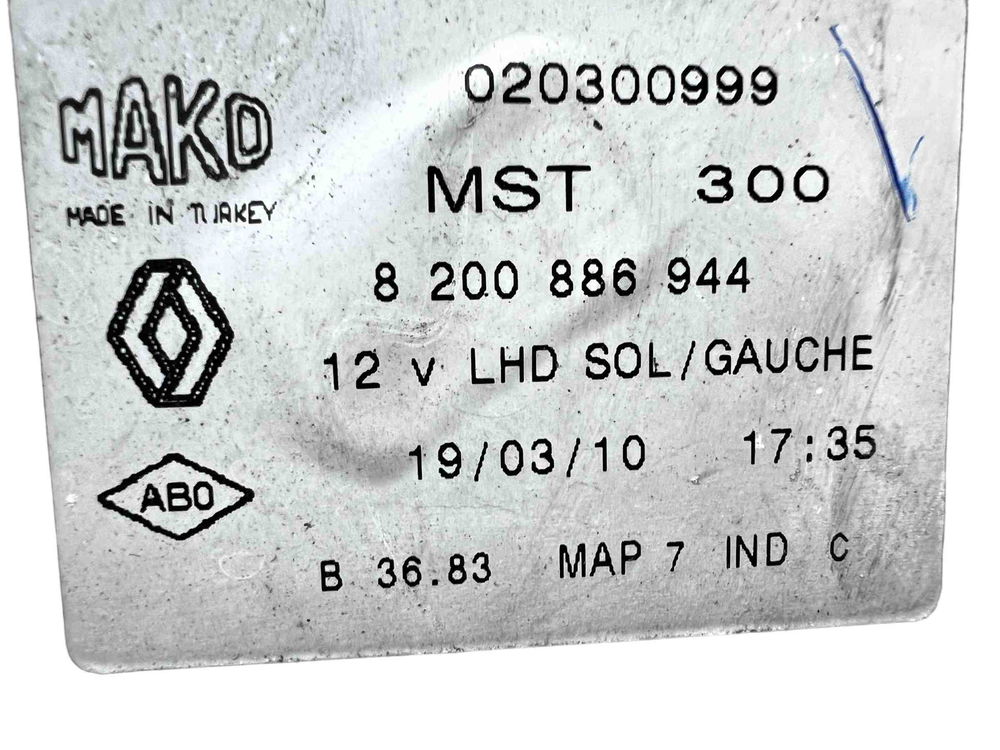 MAKO
MADE IN TURKEY
020300999
MST 300
8 200 886 944
12 v LHD SOL/GAUCHE
19/03/10 17:35
ABO
B 36.83 MAP 7 IND C